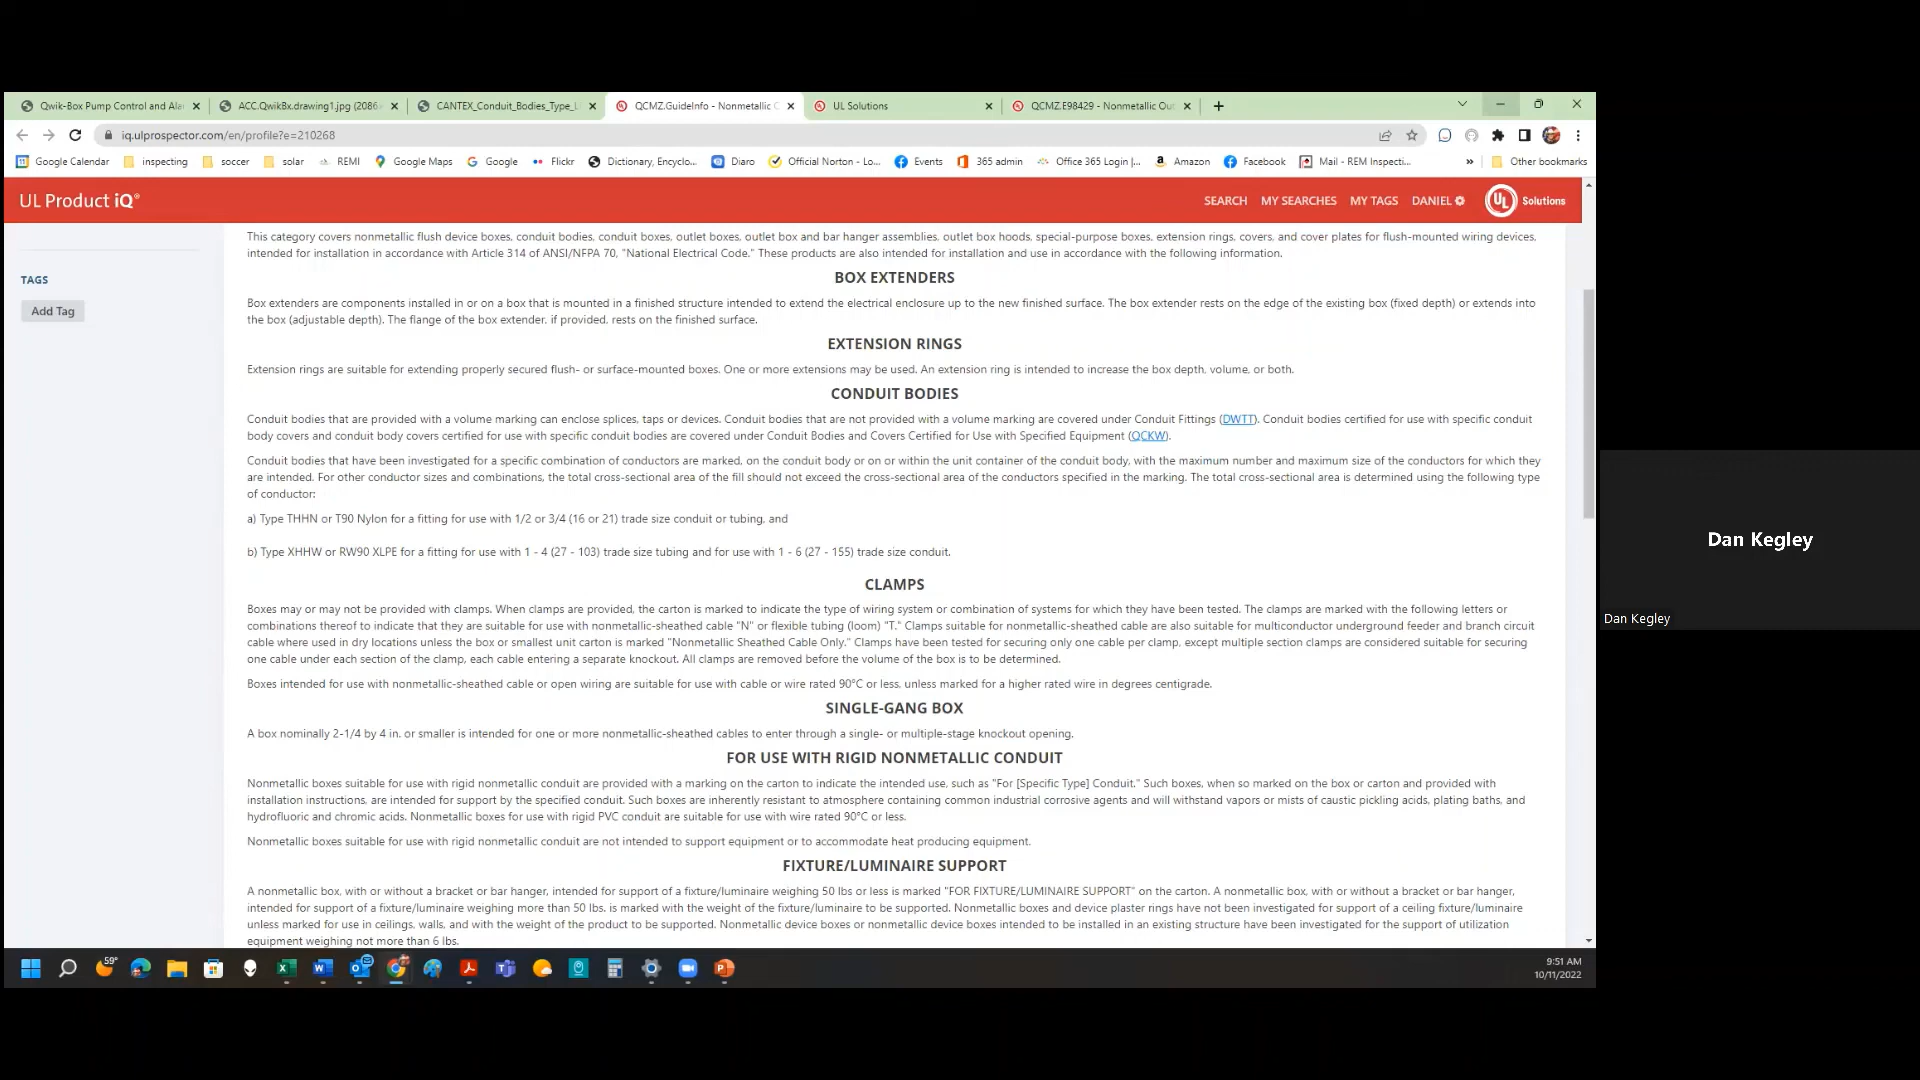 Qwik-Box Pump Control and Ala
ACC.QwikBx.drawing1.jpg (2086
CANTEX_Conduit_Bodies_Type_L
QCMZ.GuideInfo - Nonmetallic C
UL Solutions
QCMZ.E98429 - Nonmetallic Ou
iq.ulprospector.com/en/profile?e=210268
Google Calendar inspecting soccer solar REMI Google Maps Google Flickr Dictionary, Encyclo... Diaro Official Norton - Lo... Events 365 admin Office 365 Login |... Amazon Facebook Mail - REM Inspecti... » Other bookmarks
UL Product iQ®
SEARCH MY SEARCHES MY TAGS DANIEL UL Solutions
This category covers nonmetallic flush device boxes, conduit bodies, conduit boxes, outlet boxes, outlet box and bar hanger assemblies, outlet box hoods, special-purpose boxes, extension rings, covers, and cover plates for flush-mounted wiring devices,
intended for installation in accordance with Article 314 of ANSI/NFPA 70, "National Electrical Code." These products are also intended for installation and use in accordance with the following information.
TAGS
Add Tag
BOX EXTENDERS
Box extenders are components installed in or on a box that is mounted in a finished structure intended to extend the electrical enclosure up to the new finished surface. The box extender rests on the edge of the existing box (fixed depth) or extends into
the box (adjustable depth). The flange of the box extender, if provided, rests on the finished surface.
EXTENSION RINGS
Extension rings are suitable for extending properly secured flush- or surface-mounted boxes. One or more extensions may be used. An extension ring is intended to increase the box depth, volume, or both.
CONDUIT BODIES
Conduit bodies that are provided with a volume marking can enclose splices, taps or devices. Conduit bodies that are not provided with a volume marking are covered under Conduit Fittings (DWTT). Conduit bodies certified for use with specific conduit
body covers and conduit body covers certified for use with specific conduit bodies are covered under Conduit Bodies and Covers Certified for Use with Specified Equipment (QCKW).
Conduit bodies that have been investigated for a specific combination of conductors are marked, on the conduit body or on or within the unit container of the conduit body, with the maximum number and maximum size of the conductors for which they
are intended. For other conductor sizes and combinations, the total cross-sectional area of the fill should not exceed the cross-sectional area of the conductors specified in the marking. The total cross-sectional area is determined using the following type
of conductor:
a) Type THHN or T90 Nylon for a fitting for use with 1/2 or 3/4 (16 or 21) trade size conduit or tubing, and
b) Type XHHW or RW90 XLPE for a fitting for use with 1 - 4 (27 - 103) trade size tubing and for use with 1 - 6 (27 - 155) trade size conduit.
CLAMPS
Boxes may or may not be provided with clamps. When clamps are provided, the carton is marked to indicate the type of wiring system or combination of systems for which they have been tested. The clamps are marked with the following letters or
combinations thereof to indicate that they are suitable for use with nonmetallic-sheathed cable "N" or flexible tubing (loom) "T." Clamps suitable for nonmetallic-sheathed cable are also suitable for multiconductor underground feeder and branch circuit
cable where used in dry locations unless the box or smallest unit carton is marked "Nonmetallic Sheathed Cable Only." Clamps have been tested for securing only one cable per clamp, except multiple section clamps are considered suitable for securing
one cable under each section of the clamp, each cable entering a separate knockout. All clamps are removed before the volume of the box is to be determined.
Boxes intended for use with nonmetallic-sheathed cable or open wiring are suitable for use with cable or wire rated 90°C or less, unless marked for a higher rated wire in degrees centigrade.
SINGLE-GANG BOX
A box nominally 2-1/4 by 4 in. or smaller is intended for one or more nonmetallic-sheathed cables to enter through a single- or multiple-stage knockout opening.
FOR USE WITH RIGID NONMETALLIC CONDUIT
Nonmetallic boxes suitable for use with rigid nonmetallic conduit are provided with a marking on the carton to indicate the intended use, such as "For [Specific Type] Conduit." Such boxes, when so marked on the box or carton and provided with
installation instructions, are intended for support by the specified conduit. Such boxes are inherently resistant to atmosphere containing common industrial corrosive agents and will withstand vapors or mists of caustic pickling acids, plating baths, and
hydrofluoric and chromic acids. Nonmetallic boxes for use with rigid PVC conduit are suitable for use with wire rated 90°C or less.
Nonmetallic boxes suitable for use with rigid nonmetallic conduit are not intended to support equipment or to accommodate heat producing equipment.
FIXTURE/LUMINAIRE SUPPORT
A nonmetallic box, with or without a bracket or bar hanger, intended for support of a fixture/luminaire weighing 50 lbs or less is marked "FOR FIXTURE/LUMINAIRE SUPPORT" on the carton. A nonmetallic box, with or without a bracket or bar hanger,
intended for support of a fixture/luminaire weighing more than 50 lbs. is marked with the weight of the fixture/luminaire to be supported. Nonmetallic boxes and device plaster rings have not been investigated for support of a ceiling fixture/luminaire
unless marked for use in ceilings, walls, and with the weight of the product to be supported. Nonmetallic device boxes or nonmetallic device boxes intended to be installed in an existing structure have been investigated for the support of utilization
equipment weighing not more than 6 lbs.
59°
9:51 AM
10/11/2022
Dan Kegley
Dan Kegley